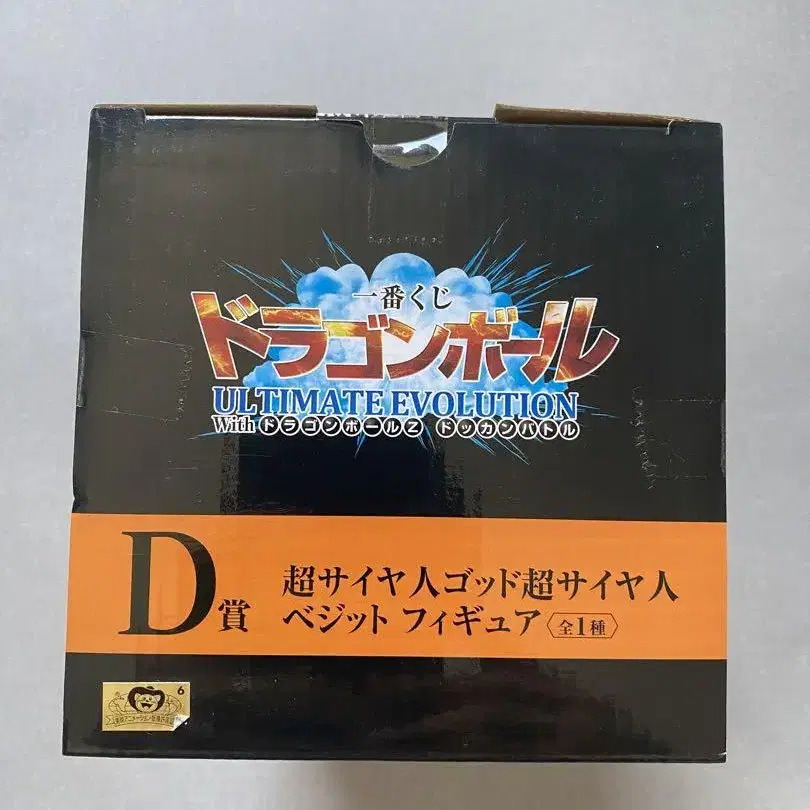 一番くじ
ドラゴンボール
ULTIMATE EVOLUTION
With ドラゴンボールZ ドッカンバトル
D賞
超サイヤ人ゴッド超サイヤ人
ベジット フィギュア〈全1種〉
6